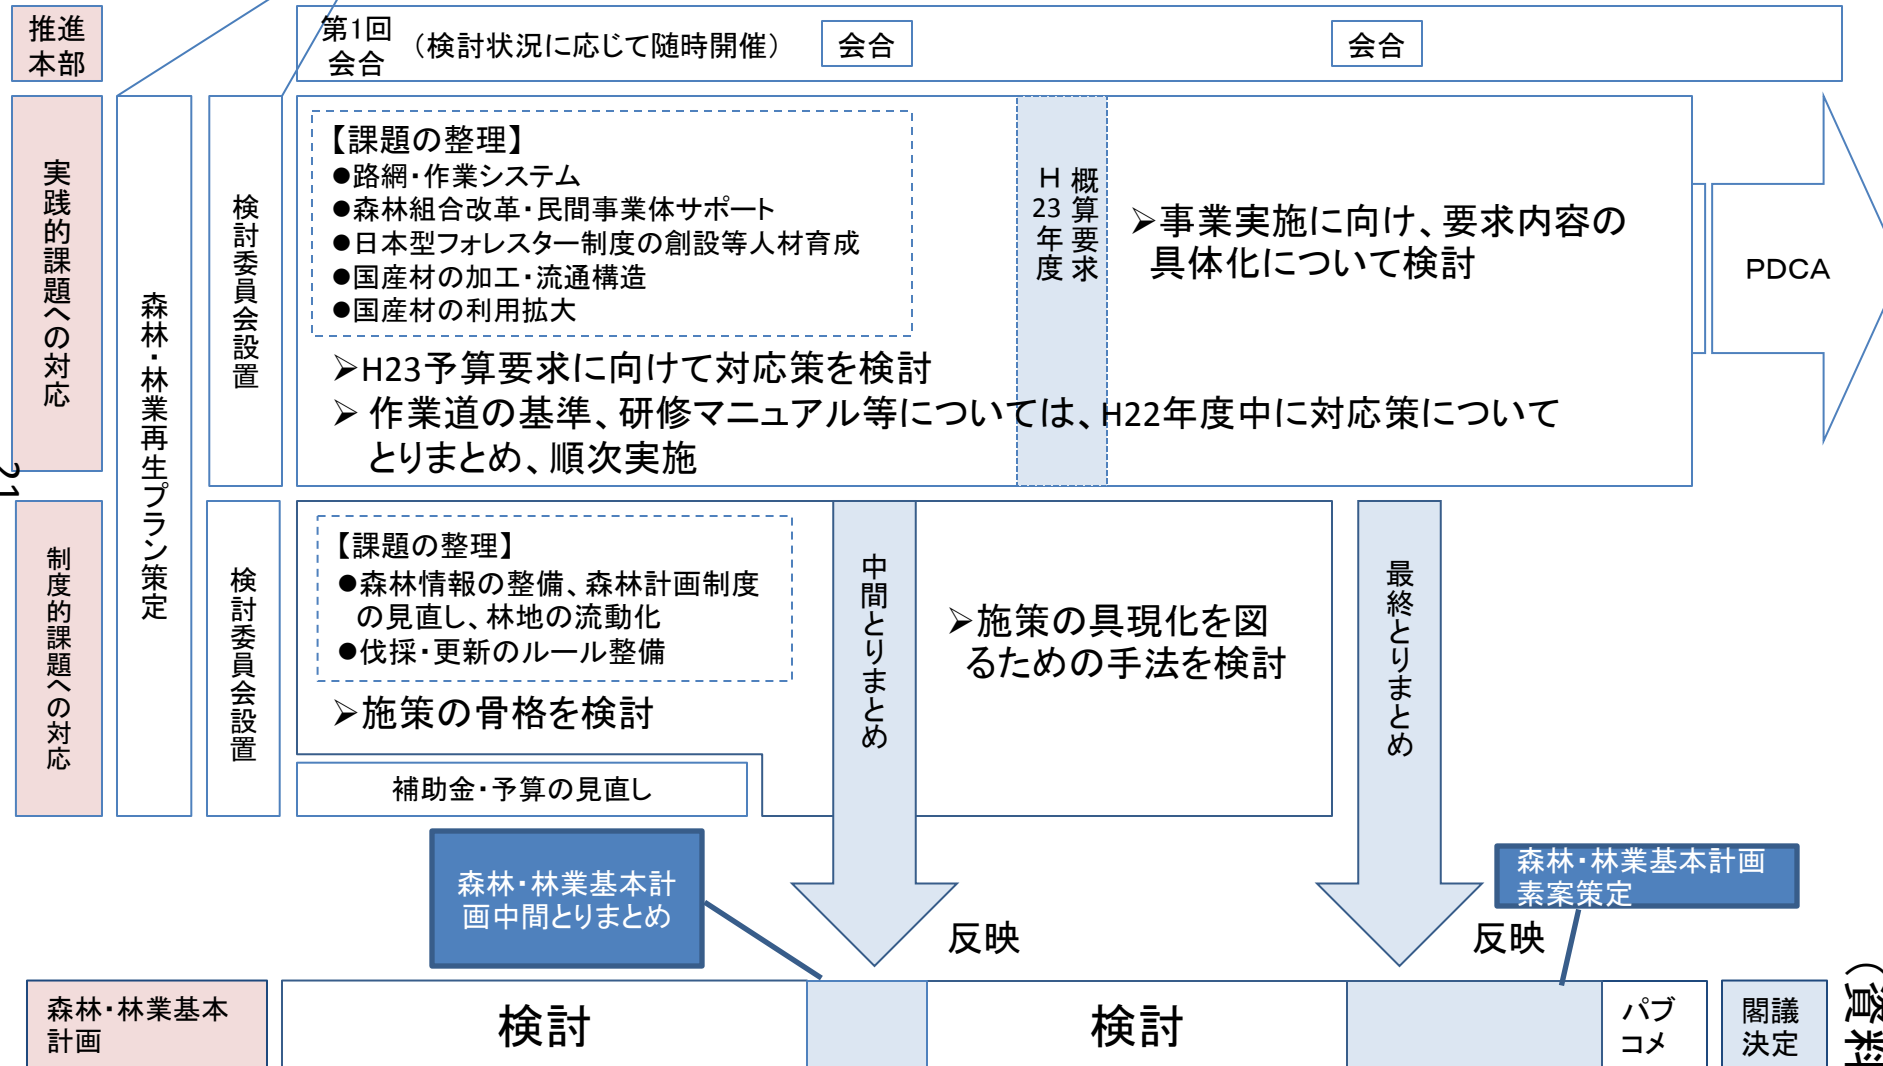 推進
本部
第1回
会合
（検討状況に応じて随時開催）
会合
会合
実践的課題への対応
森林・林業再生プラン策定
検討委員会設置
【課題の整理】
●路網・作業システム
●森林組合改革・民間事業体サポート
●日本型フォレスター制度の創設等人材育成
●国産材の加工・流通構造
●国産材の利用拡大
➢H23予算要求に向けて対応策を検討
➢ 作業道の基準、研修マニュアル等については、H22年度中に対応策について
とりまとめ、順次実施
H23年度
概算要求
➢事業実施に向け、要求内容の
具体化について検討
PDCA
21
制度的課題への対応
検討委員会設置
【課題の整理】
●森林情報の整備、森林計画制度
の見直し、林地の流動化
●伐採・更新のルール整備
➢施策の骨格を検討
補助金・予算の見直し
中間とりまとめ
➢施策の具現化を図
るための手法を検討
最終とりまとめ
森林・林業基本計
画中間とりまとめ
反映
森林・林業基本計画
素案策定
反映
森林・林業基本
計画
検討
検討
パブ
コメ
閣議
決定
（資料